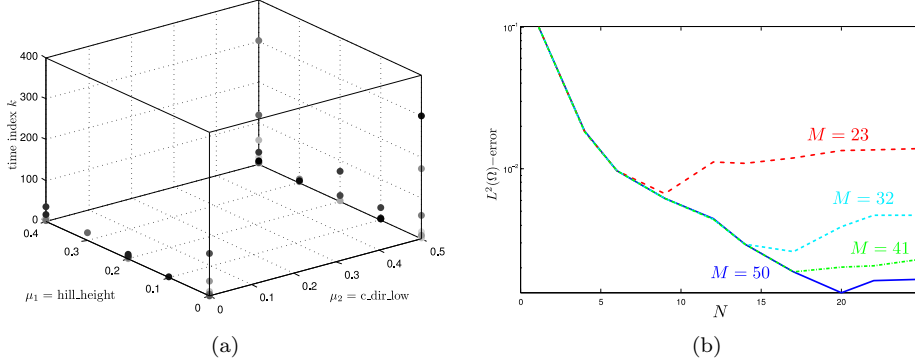 400
300
200
100
0
time index k
0.4
0.3
0.2
0.1
0
0
0.1
0.2
0.3
0.4
0.5
μ₁ = hill_height
μ₂ = c_dir_low
(a)
10⁻¹
10⁻²
L²(Ω)−error
M = 23
M = 32
M = 41
M = 50
0
5
10
15
20
N
(b)